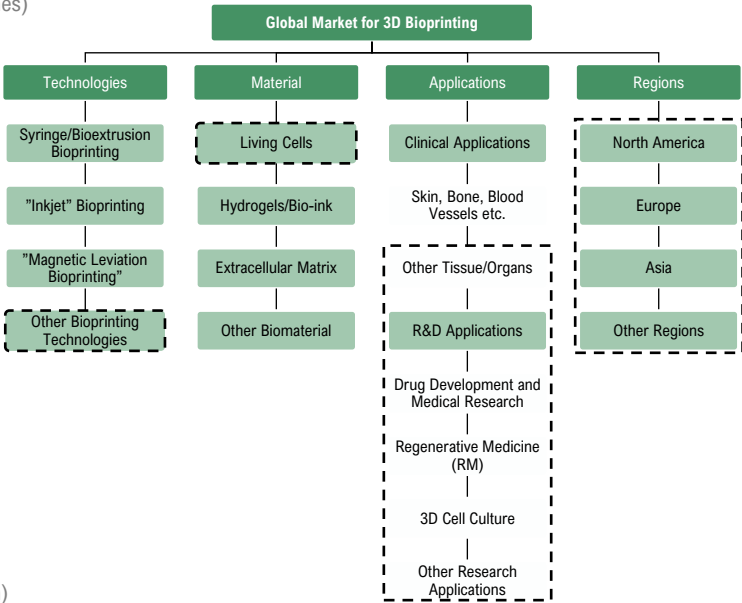 es)
Global Market for 3D Bioprinting
Technologies
Material
Applications
Regions
Syringe/Bioextrusion
Bioprinting
Living Cells
Clinical Applications
North America
"Inkjet" Bioprinting
Hydrogels/Bio-ink
Skin, Bone, Blood
Vessels etc.
Europe
"Magnetic Leviation
Bioprinting"
Extracellular Matrix
Other Tissue/Organs
Asia
Other Bioprinting
Technologies
Other Biomaterial
R&D Applications
Other Regions
Drug Development and
Medical Research
Regenerative Medicine
(RM)
3D Cell Culture
Other Research
Applications
)